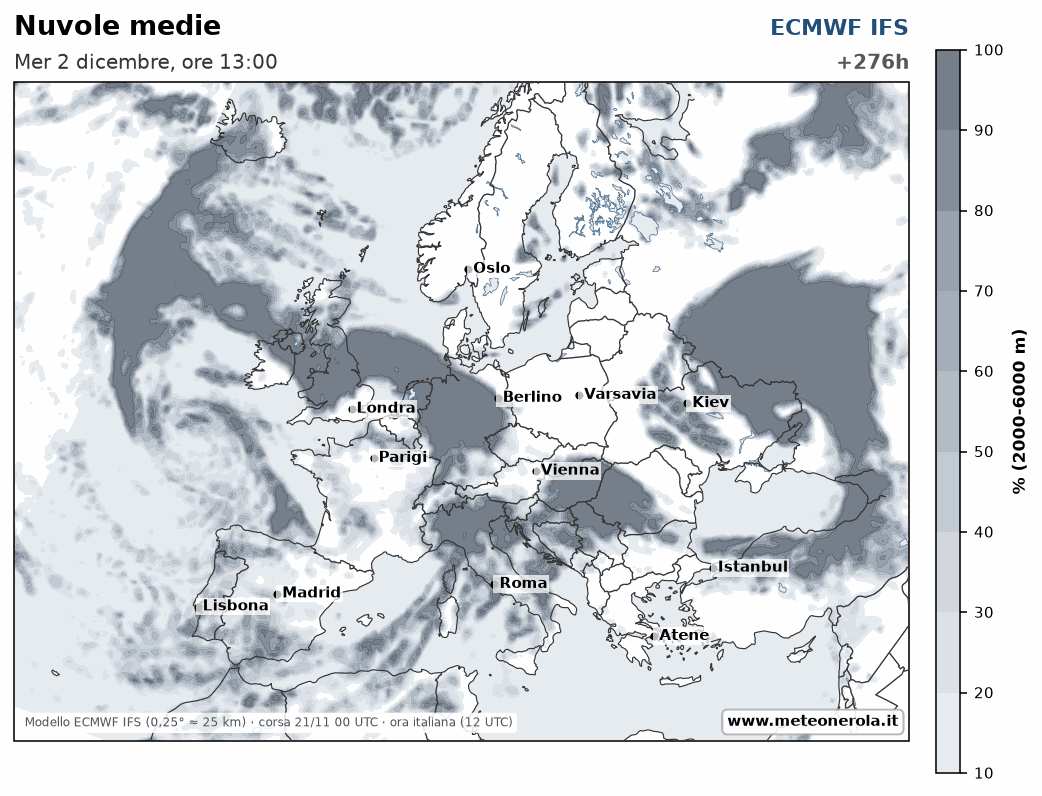 Nuvole medie
ECMWF IFS
Mer 2 dicembre, ore 13:00
+276h
100
90
80
70
60
50
40
30
20
10
% (2000-6000 m)
Oslo
Berlino
Varsavia
Kiev
Londra
Parigi
Vienna
Istanbul
Roma
Madrid
Lisbona
Atene
Modello ECMWF IFS (0,25° ≈ 25 km) · corsa 21/11 00 UTC · ora italiana (12 UTC)
www.meteonerola.it